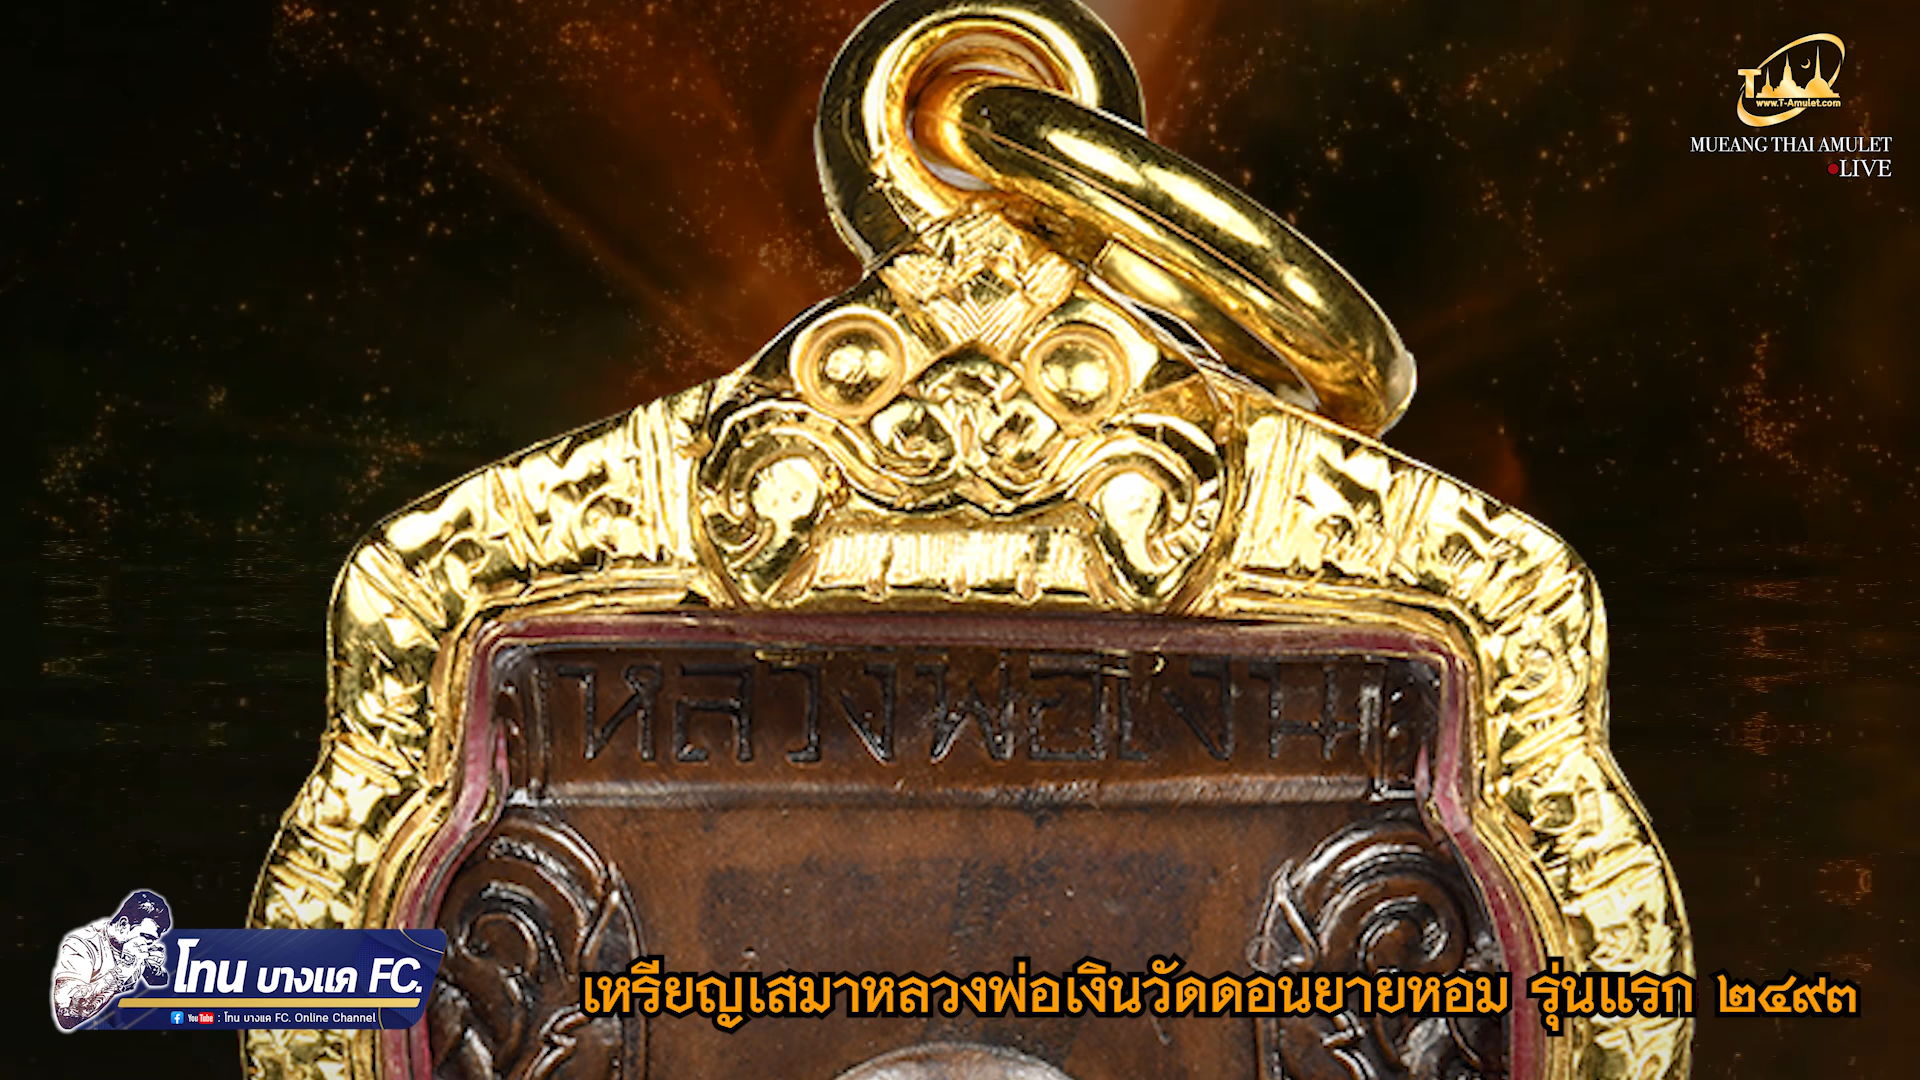 T
www.T-Amulet.com
MUEANG THAI AMULET
LIVE
หลวงพ่อเงิน
โทน บางแค FC.
YouTube : โทน บางแค FC. Online Channel
เหรียญเสมาหลวงพ่อเงินวัดดอนยายหอม รุ่นแรก ๒๔๙๓